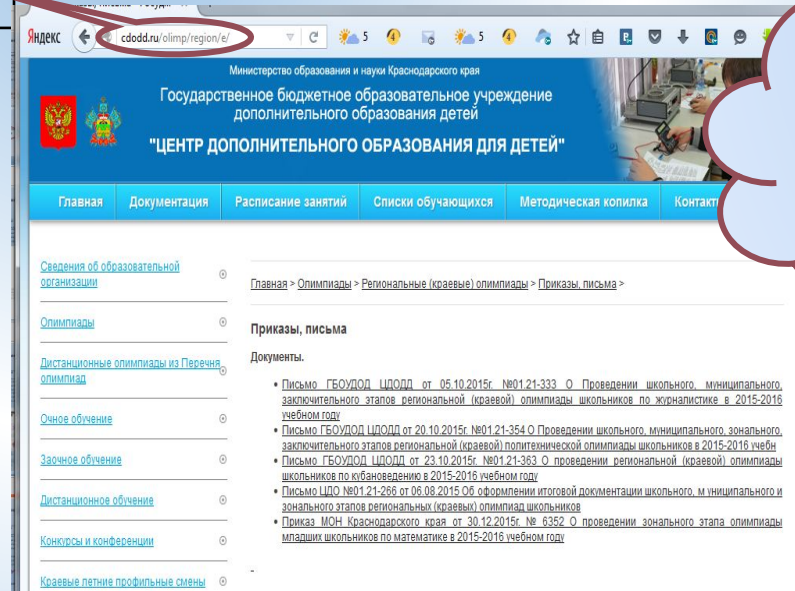 Яндекс
cdodd.ru/olimp/region/e/
5
5
Министерство образования и науки Краснодарского края
Государственное бюджетное образовательное учреждение
дополнительного образования детей
"ЦЕНТР ДОПОЛНИТЕЛЬНОГО ОБРАЗОВАНИЯ ДЛЯ ДЕТЕЙ"
Главная Документация Расписание занятий Списки обучающихся Методическая копилка
Сведения об образовательной
организации
Олимпиады
Дистанционные олимпиады из Перечня
олимпиад
Очное обучение
Заочное обучение
Дистанционное обучение
Конкурсы и конференции
Краевые летние профильные смены
Главная > Олимпиады > Региональные (краевые) олимпиады > Приказы, письма >
Приказы, письма
Документы.
Письмо ГБОУДОД ЦДОДД от 05.10.2015г. №01.21-333 О Проведении школьного, муниципального,
заключительного этапов региональной (краевой) олимпиады школьников по журналистике в 2015-2016
учебном году
Письмо ГБОУДОД ЦДОДД от 20.10.2015г. №01.21-354 О Проведении школьного, муниципального, зонального,
заключительного этапов региональной (краевой) политехнической олимпиады школьников в 2015-2016 учебн
Письмо ГБОУДОД ЦДОДД от 23.10.2015г. №01.21-363 О проведении региональной (краевой) олимпиады
школьников по кубановедению в 2015-2016 учебном году
Письмо ЦДО №01.21-266 от 06.08.2015 Об оформлении итоговой документации школьного, м униципального и
зонального этапов региональных (краевых) олимпиад школьников
Приказ МОН Краснодарского края от 30.12.2015г. № 6352 О проведении зонального этапа олимпиады
младших школьников по математике в 2015-2016 учебном году